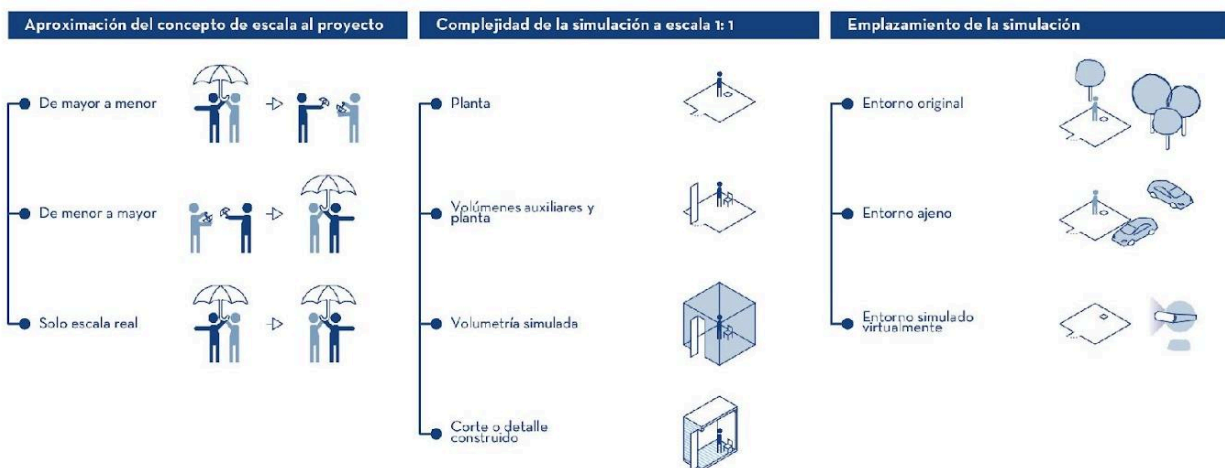 Aproximación del concepto de escala al proyecto
De mayor a menor
De menor a mayor
Solo escala real
Complejidad de la simulación a escala 1: 1
Planta
Volúmenes auxiliares y
planta
Volumetría simulada
Corte o detalle
construido
Emplazamiento de la simulación
Entorno original
Entorno ajeno
Entorno simulado
virtualmente